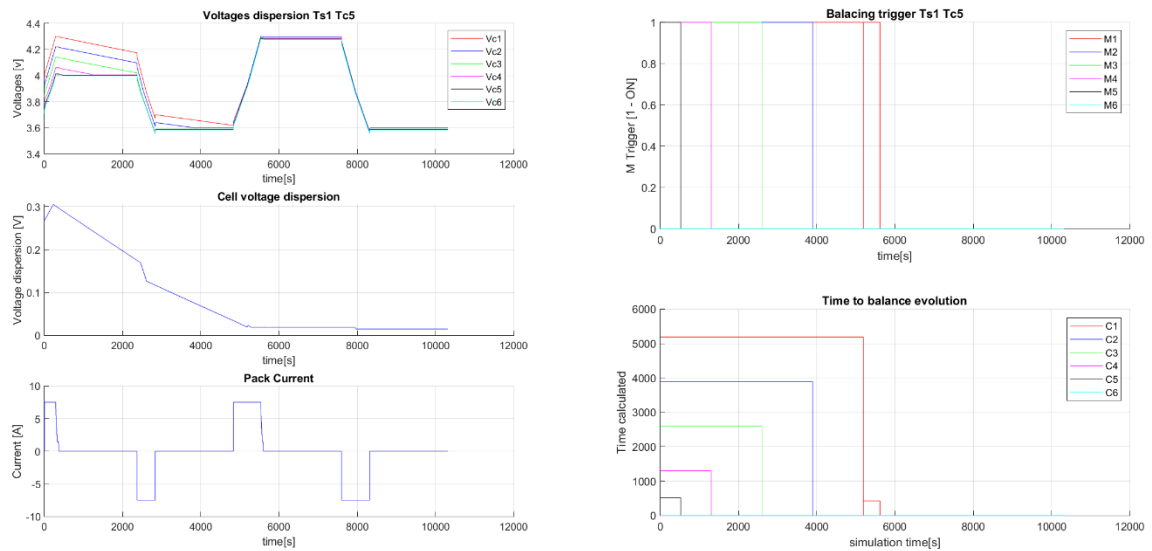 Voltages dispersion Ts1 Tc5
Voltages [v]
4.4
4.2
4
3.8
3.6
3.4
0 2000 4000 6000 8000 10000 12000
time[s]
Vc1
Vc2
Vc3
Vc4
Vc5
Vc6
Cell voltage dispersion
Voltage dispersion [V]
0.3
0.2
0.1
0
0 2000 4000 6000 8000 10000 12000
time[s]
Pack Current
Current [A]
10
5
0
-5
-10
0 2000 4000 6000 8000 10000 12000
time[s]
Balacing trigger Ts1 Tc5
M Trigger [1 - ON]
1
0.8
0.6
0.4
0.2
0
0 2000 4000 6000 8000 10000 12000
time[s]
M1
M2
M3
M4
M5
M6
Time to balance evolution
Time calculated
6000
5000
4000
3000
2000
1000
0
0 2000 4000 6000 8000 10000 12000
simulation time[s]
C1
C2
C3
C4
C5
C6